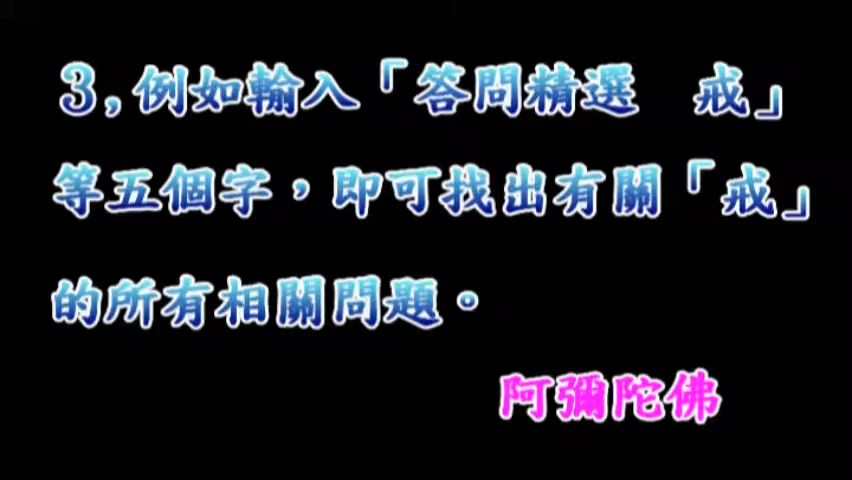 3,例如輸入「答問精選　戒」
等五個字，即可找出有關「戒」
的所有相關問題。
阿彌陀佛